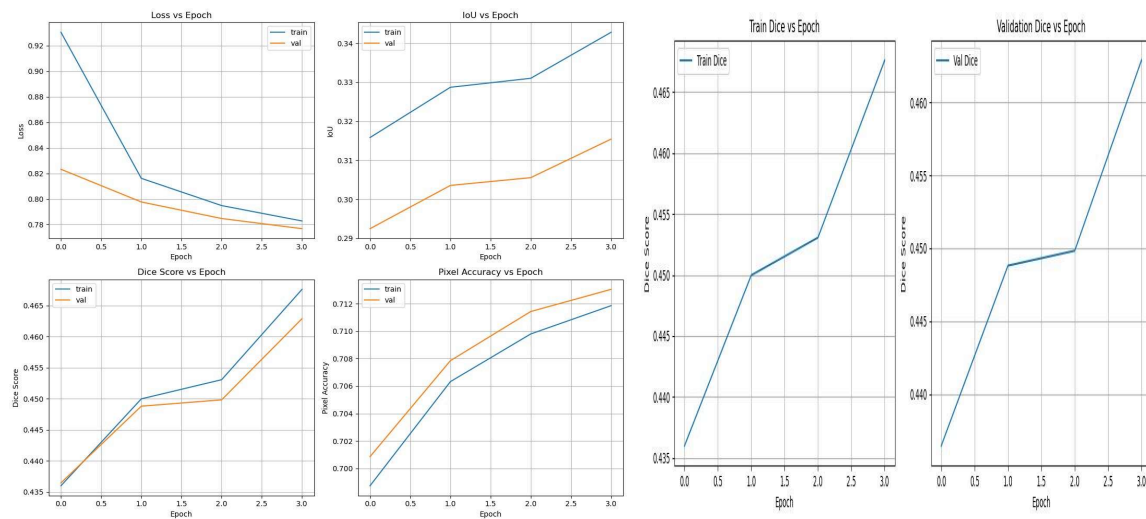 Loss vs Epoch
train
val
0.92
0.90
0.88
0.86
0.84
0.82
0.80
0.78
Loss
0.0 0.5 1.0 1.5 2.0 2.5 3.0
Epoch
IoU vs Epoch
train
val
0.34
0.33
0.32
0.31
0.30
0.29
IoU
0.0 0.5 1.0 1.5 2.0 2.5 3.0
Epoch
Dice Score vs Epoch
train
val
0.465
0.460
0.455
0.450
0.445
0.440
0.435
Dice Score
0.0 0.5 1.0 1.5 2.0 2.5 3.0
Epoch
Pixel Accuracy vs Epoch
train
val
0.712
0.710
0.708
0.706
0.704
0.702
0.700
Pixel Accuracy
0.0 0.5 1.0 1.5 2.0 2.5 3.0
Epoch
Train Dice vs Epoch
Train Dice
0.465
0.460
0.455
0.450
0.445
0.440
0.435
Dice Score
0.0 0.5 1.0 1.5 2.0 2.5 3.0
Epoch
Validation Dice vs Epoch
Val Dice
0.460
0.455
0.450
0.445
0.440
Dice Score
0.0 0.5 1.0 1.5 2.0 2.5 3.0
Epoch